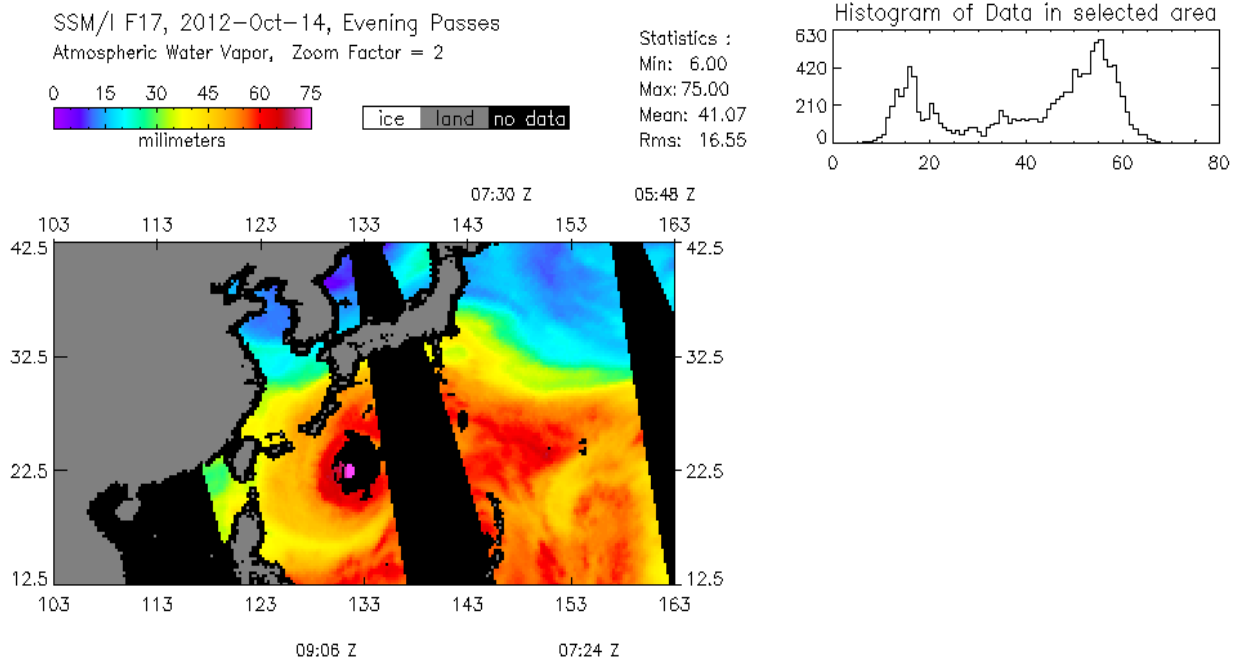 SSM/I F17, 2012-Oct-14, Evening Passes
Atmospheric Water Vapor, Zoom Factor = 2
0 15 30 45 60 75
milimeters
ice land no data
Statistics :
Min: 6.00
Max: 75.00
Mean: 41.07
Rms: 16.55
Histogram of Data in selected area
630
420
210
0
0 20 40 60 80
07:30 Z 05:48 Z
103 113 123 133 143 153 163
42.5 42.5
32.5 32.5
22.5 22.5
12.5 12.5
103 113 123 133 143 153 163
09:06 Z 07:24 Z